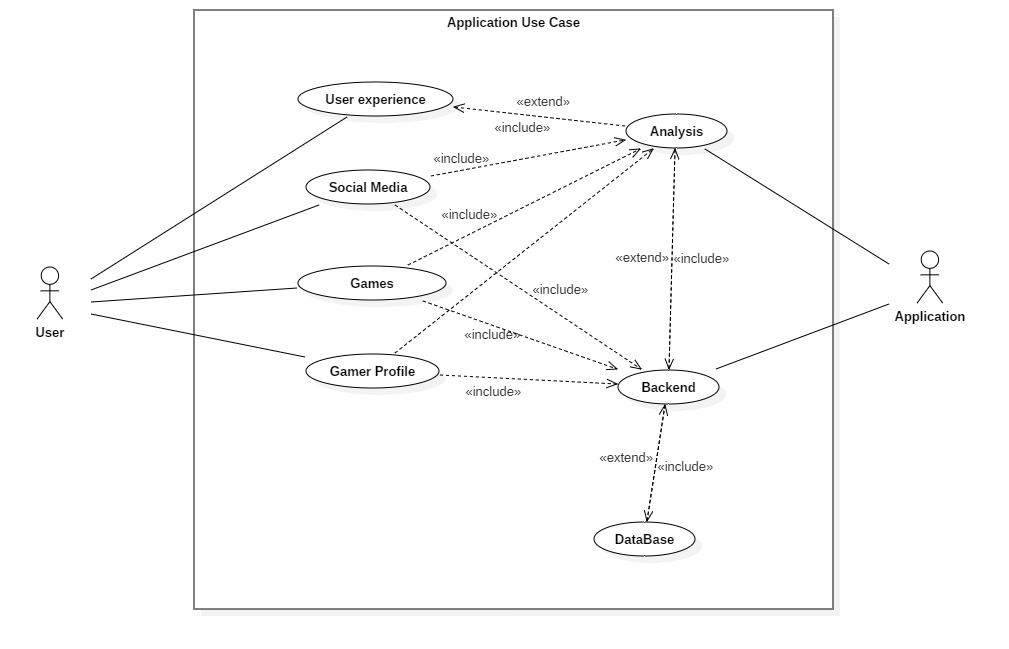 Application Use Case
User experience
«extend»
«include»
Analysis
«include»
Social Media
«include»
«extend»
«include»
Games
«include»
User
Application
«include»
Gamer Profile
«include»
Backend
«extend»
«include»
DataBase